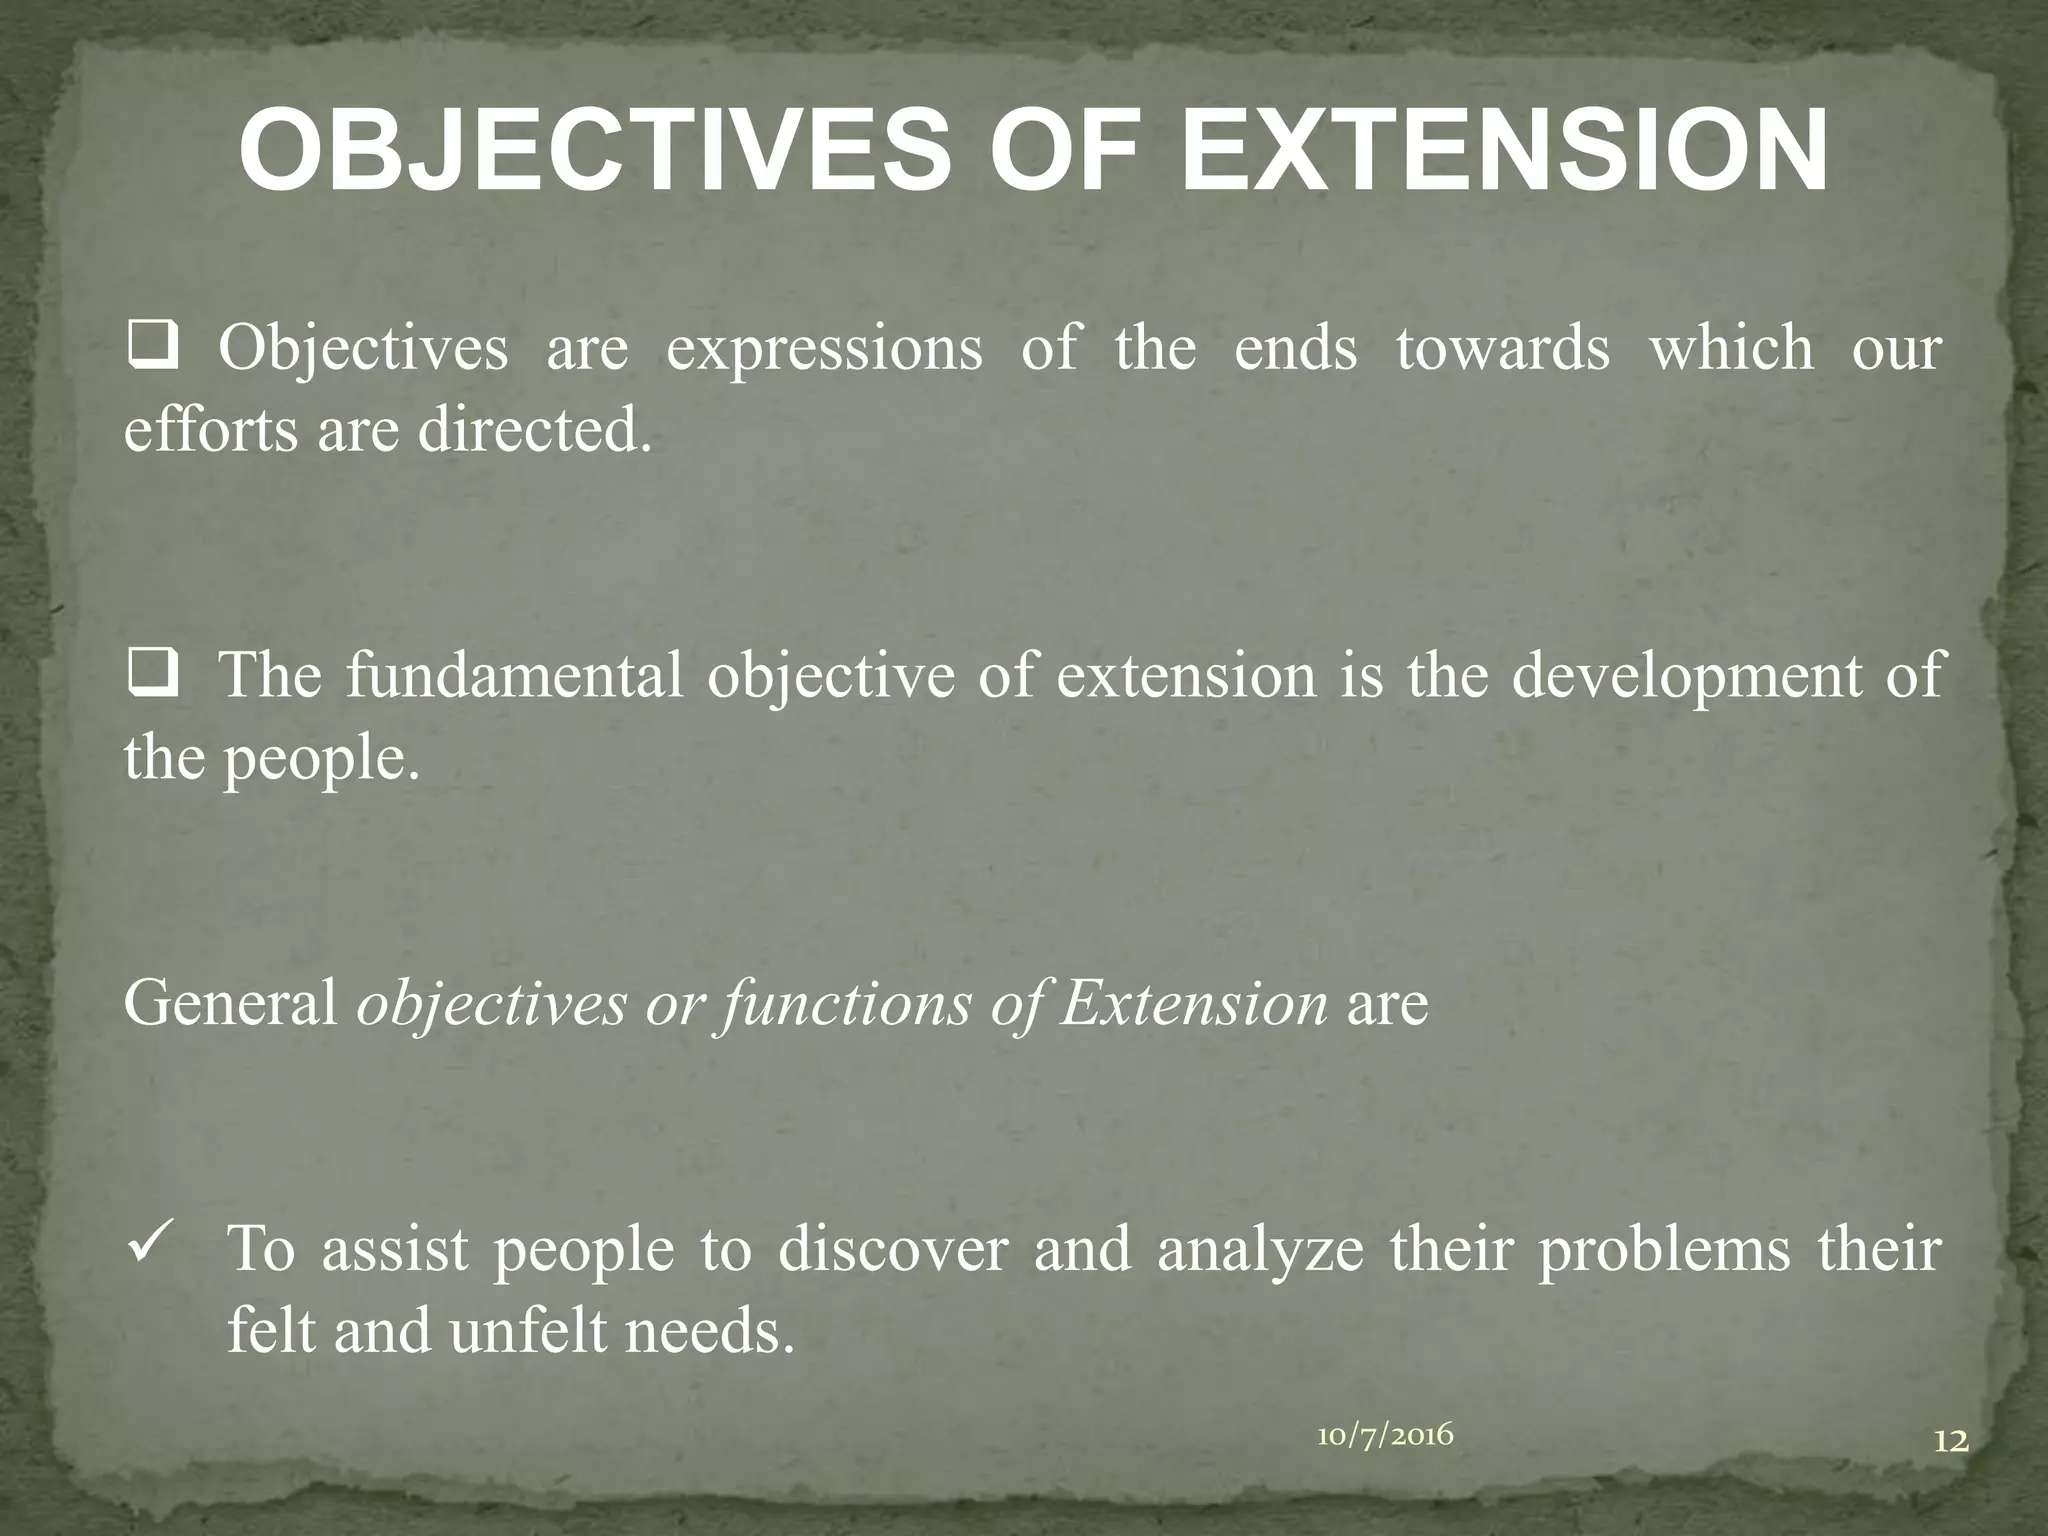 OBJECTIVES OF EXTENSION
❑ Objectives are expressions of the ends towards which our
efforts are directed.
❑ The fundamental objective of extension is the development of
the people.
General objectives or functions of Extension are
✓ To assist people to discover and analyze their problems their
felt and unfelt needs.
10/7/2016 12